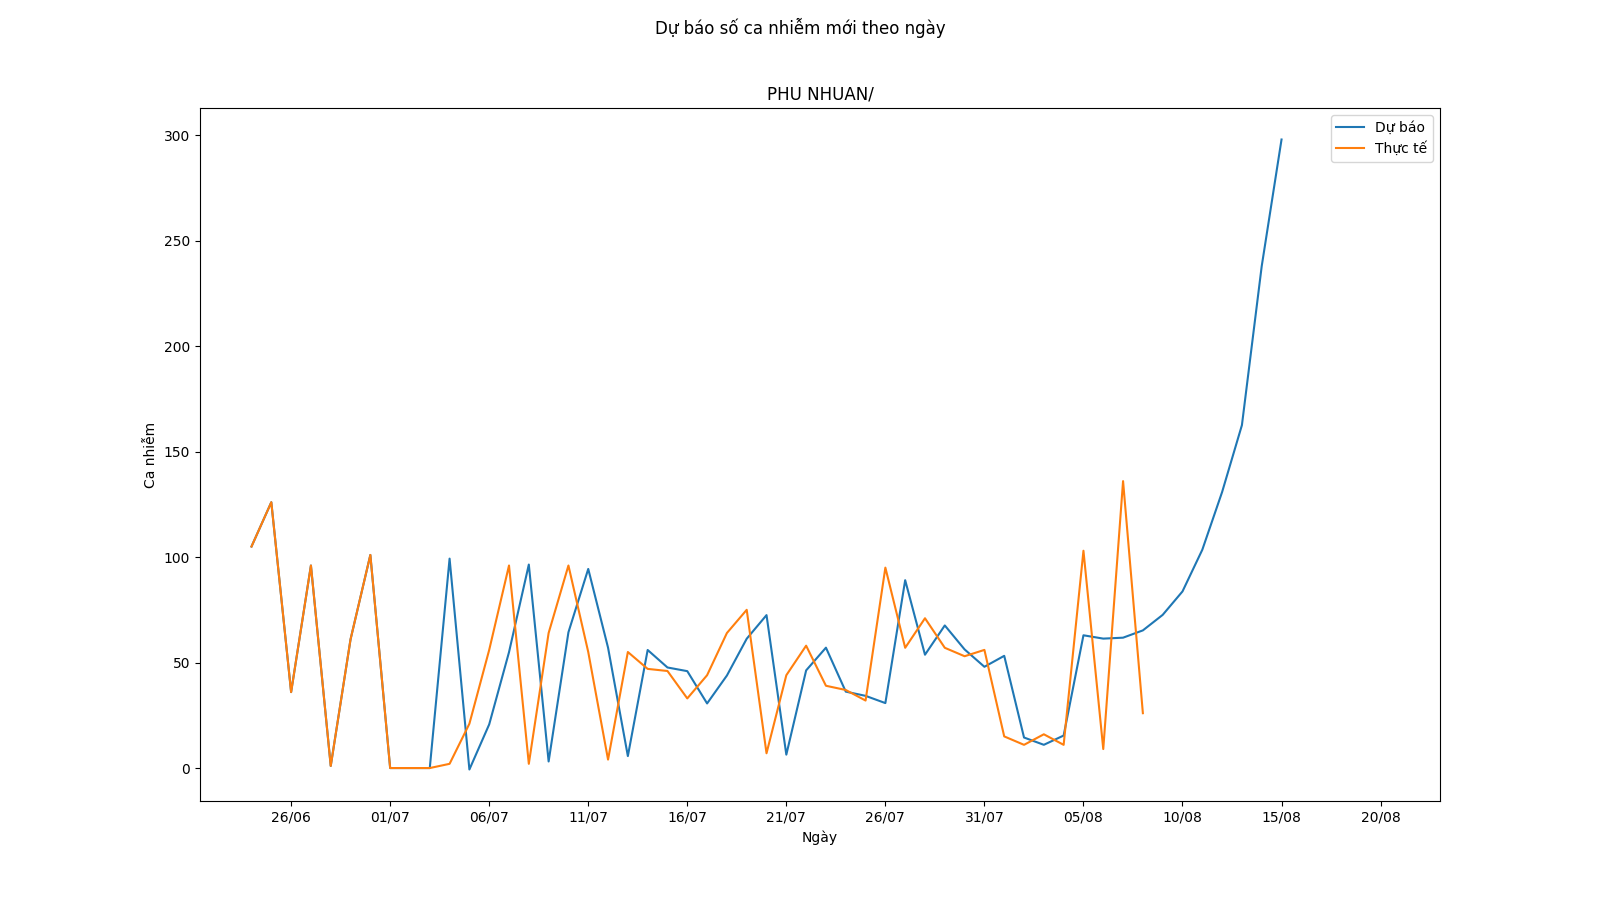 Dự báo số ca nhiễm mới theo ngày
PHU NHUAN/
Dự báo
Thực tế
300
250
200
150
100
50
0
Ca nhiễm
26/06 01/07 06/07 11/07 16/07 21/07 26/07 31/07 05/08 10/08 15/08 20/08
Ngày